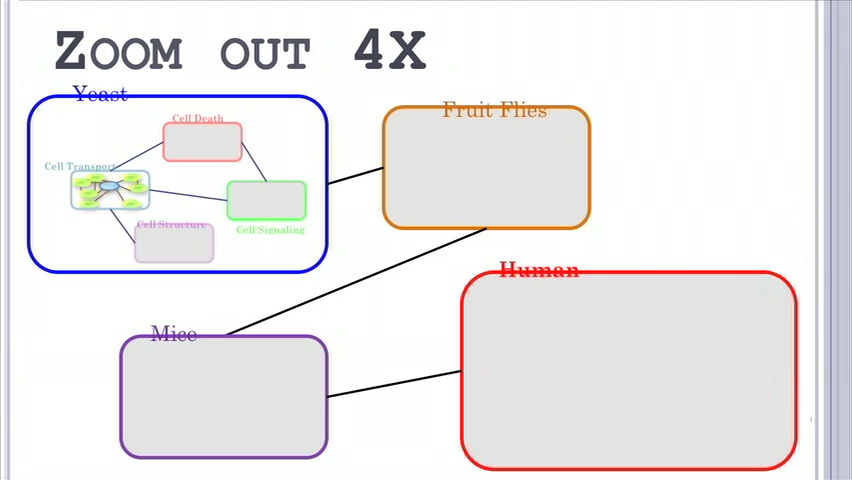 Zoom out 4X
Yeast
Fruit Flies
Cell Death
Cell Transport
Cell Structure
Cell Signaling
Human
Mice